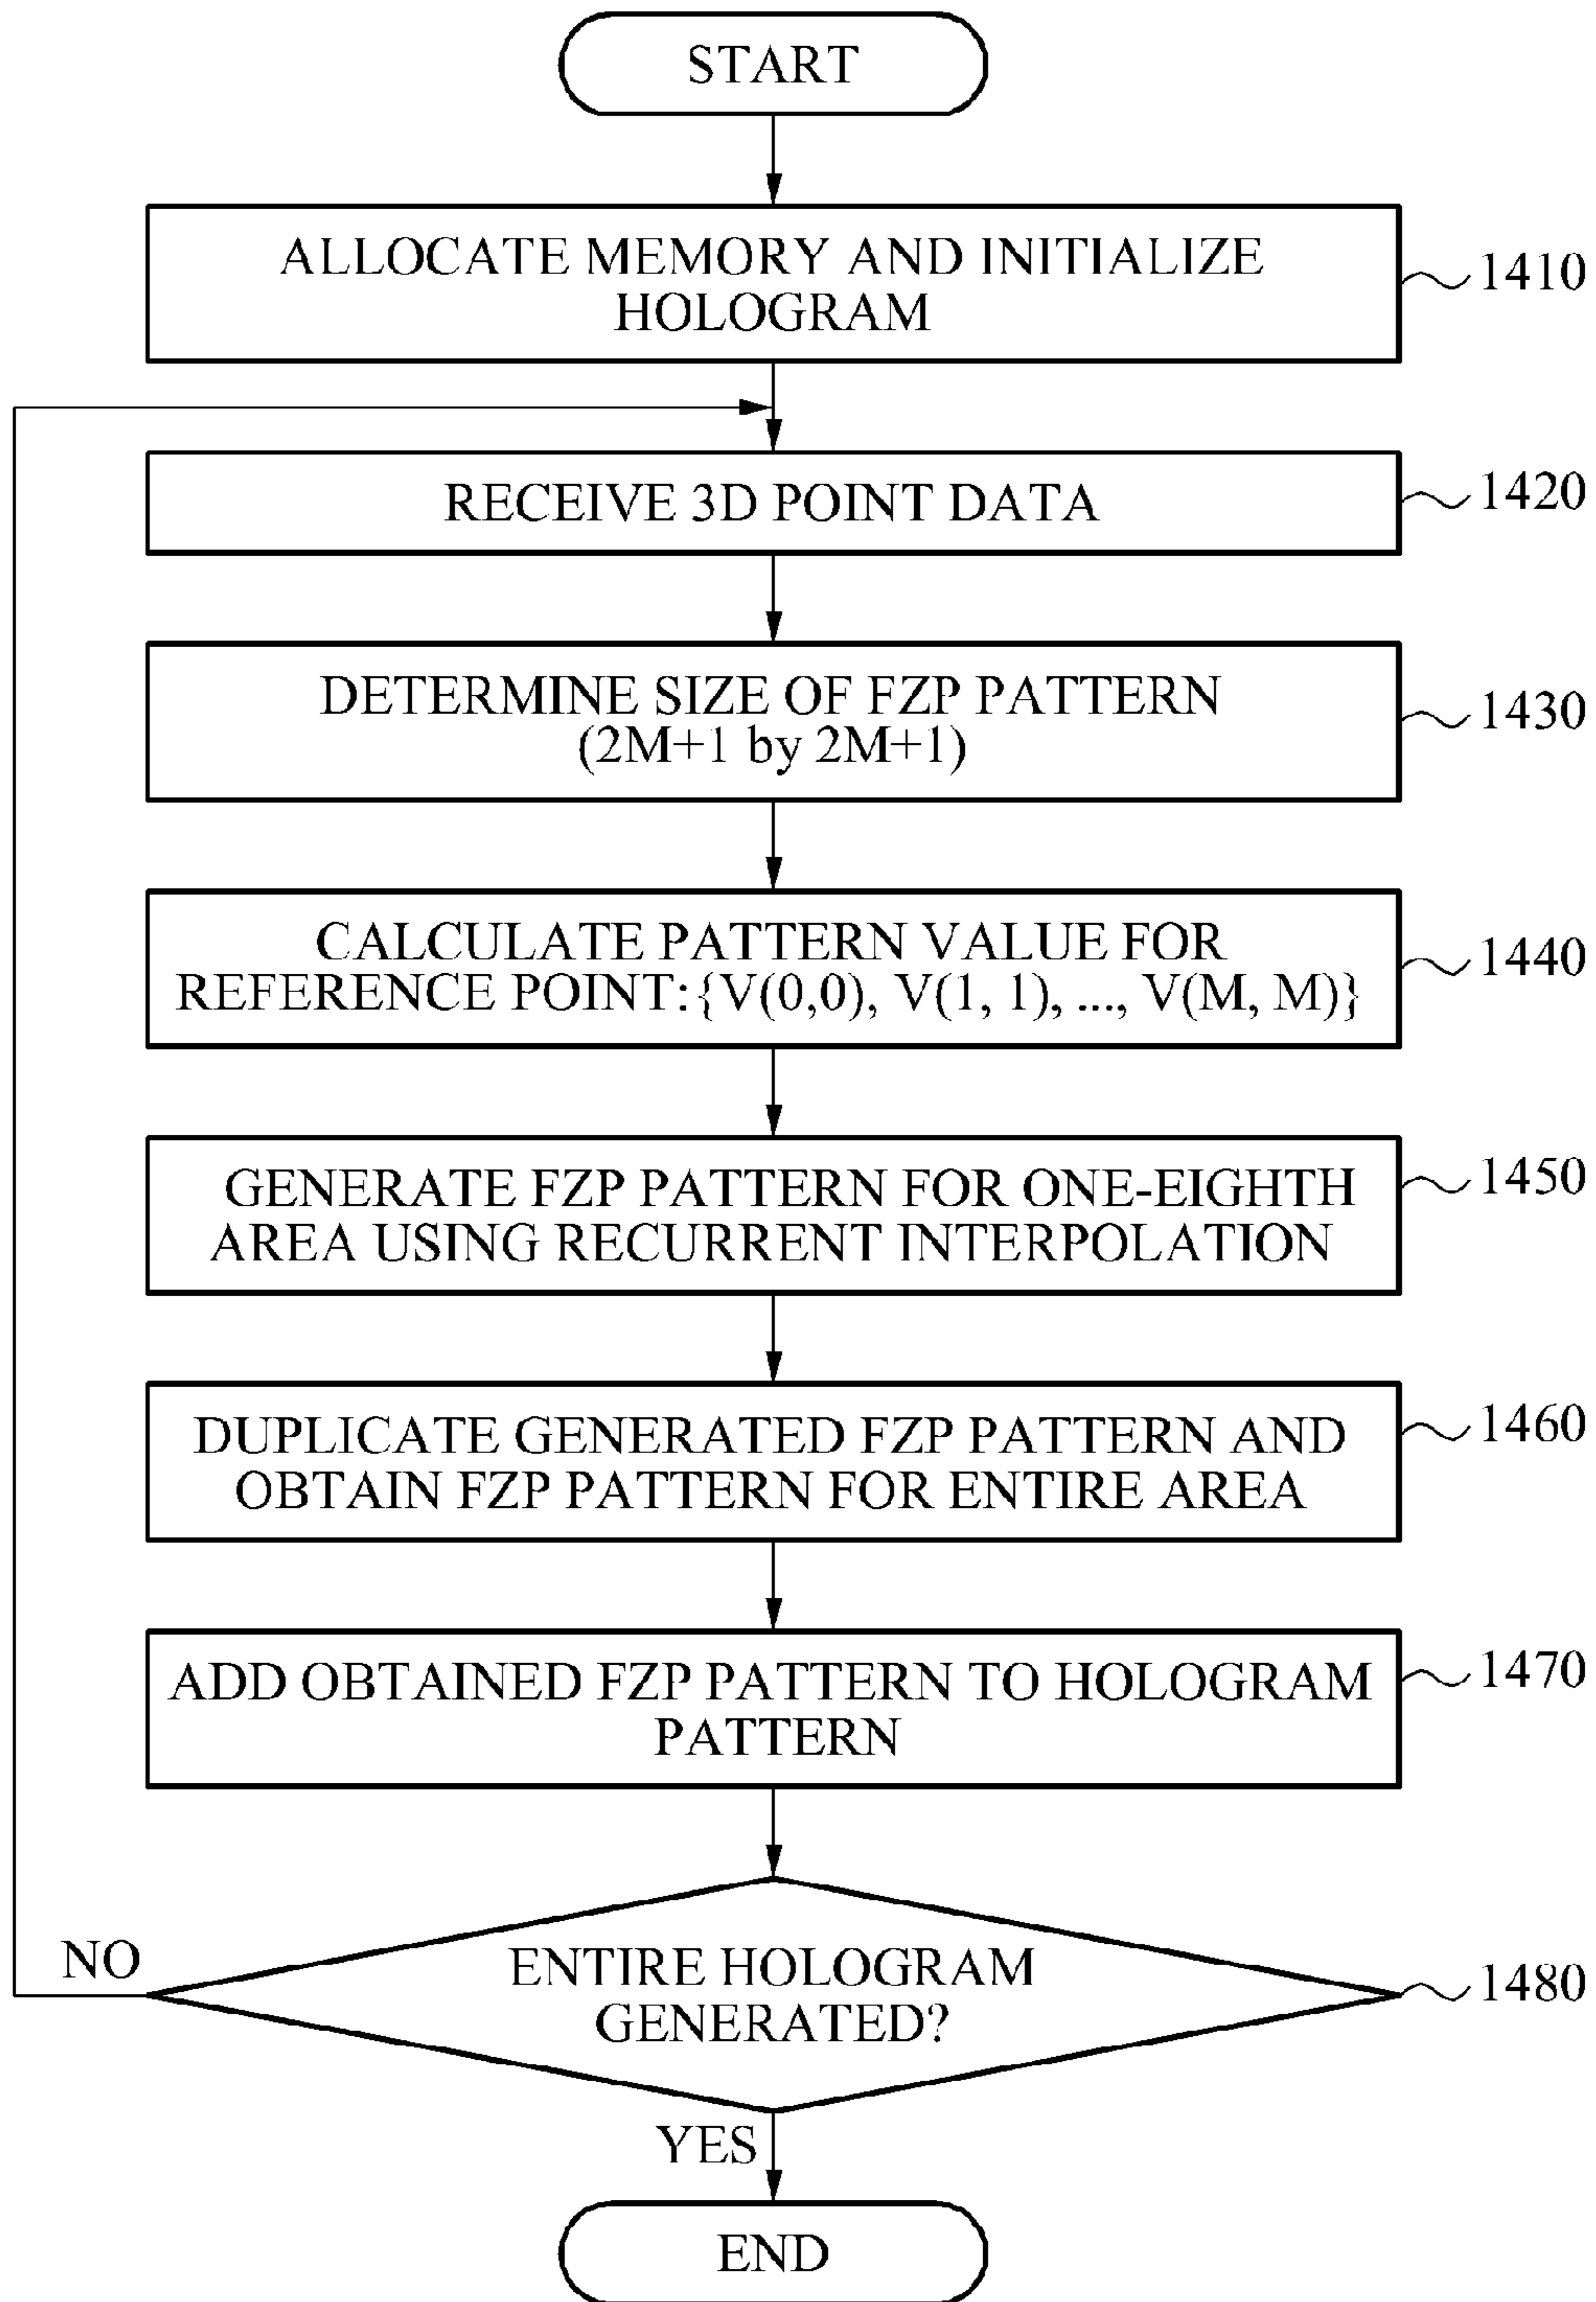 START
ALLOCATE MEMORY AND INITIALIZE
HOLOGRAM
1410
RECEIVE 3D POINT DATA
1420
DETERMINE SIZE OF FZP PATTERN
(2M+1 by 2M+1)
1430
CALCULATE PATTERN VALUE FOR
REFERENCE POINT:{V(0,0), V(1, 1), ..., V(M, M)}
1440
GENERATE FZP PATTERN FOR ONE-EIGHTH
AREA USING RECURRENT INTERPOLATION
1450
DUPLICATE GENERATED FZP PATTERN AND
OBTAIN FZP PATTERN FOR ENTIRE AREA
1460
ADD OBTAINED FZP PATTERN TO HOLOGRAM
PATTERN
1470
NO
ENTIRE HOLOGRAM
GENERATED?
1480
YES
END